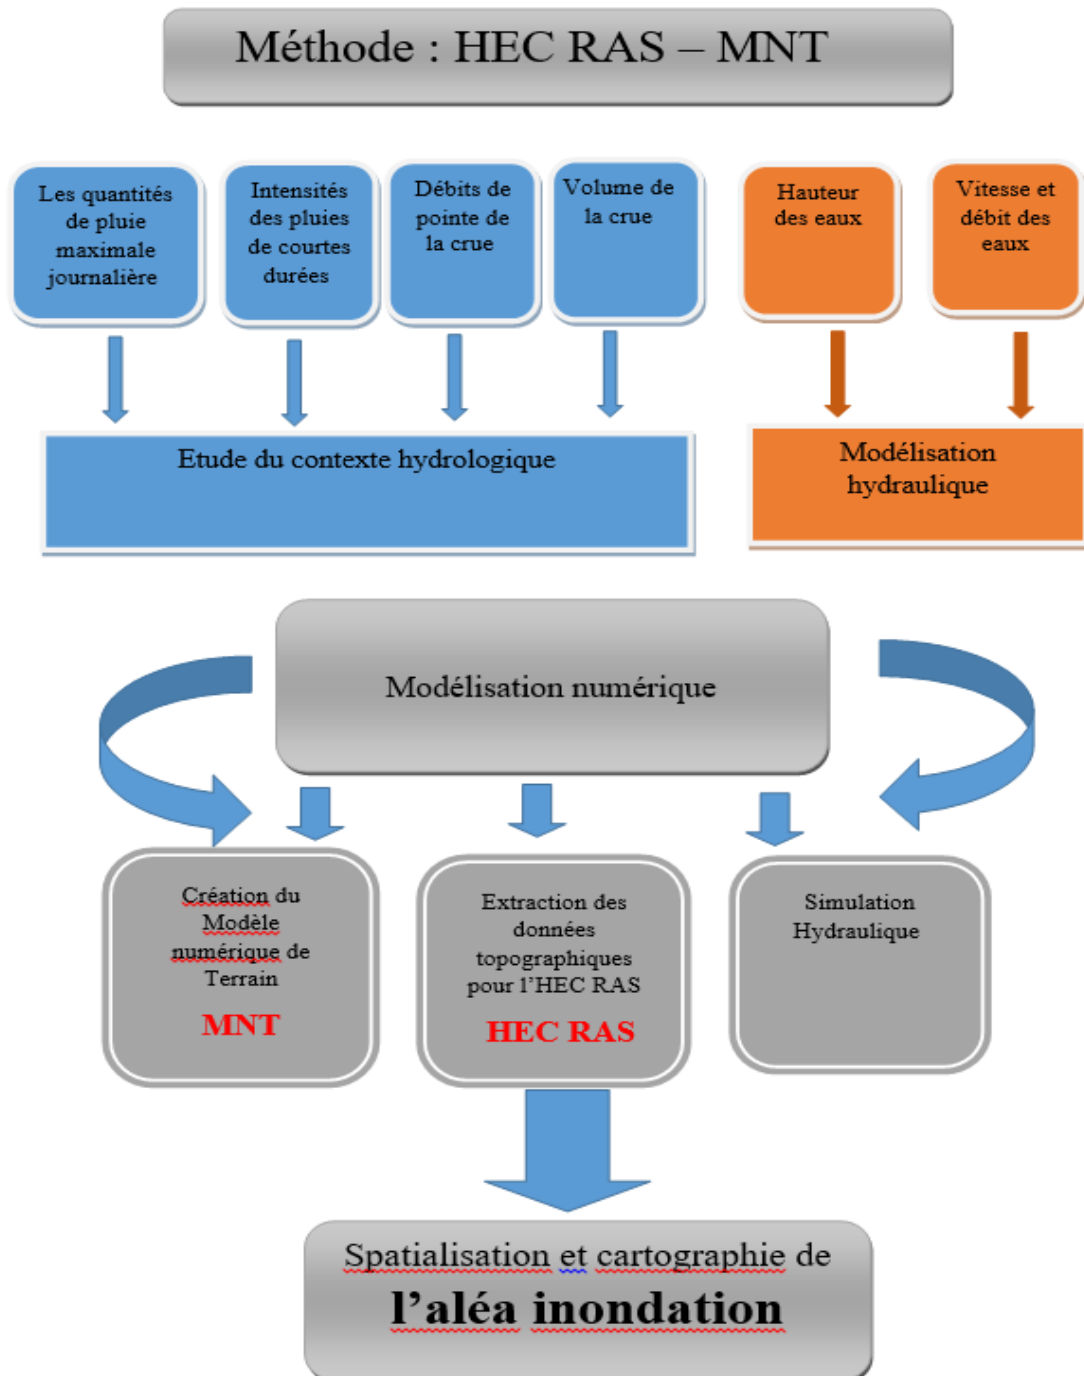 Méthode : HEC RAS – MNT
Les quantités
de pluie
maximale
journalière
Intensités
des pluies
de courtes
durées
Débits de
pointe de
la crue
Volume de
la crue
Hauteur
des eaux
Vitesse et
débit des
eaux
Etude du contexte hydrologique
Modélisation
hydraulique
Modélisation numérique
Création du
Modèle
numérique de
Terrain
MNT
Extraction des
données
topographiques
pour l’HEC RAS
HEC RAS
Simulation
Hydraulique
Spatialisation et cartographie de
l’aléa inondation